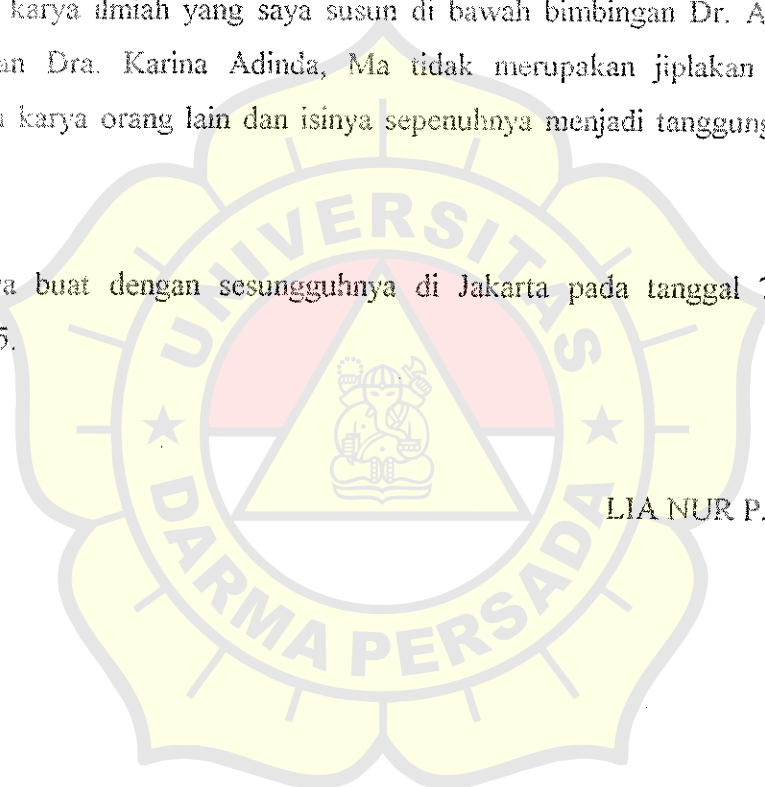 karya ilmiah yang saya susun di bawah bimbingan Dr. A
an Dra. Karina Adinda, Ma tidak merupakan jiplakan
karya orang lain dan isinya sepenuhnya menjadi tanggung
a buat dengan sesungguhnya di Jakarta pada tanggal
5.
LIA NUR P.
UNIVERSITAS
DARMA PERSADA